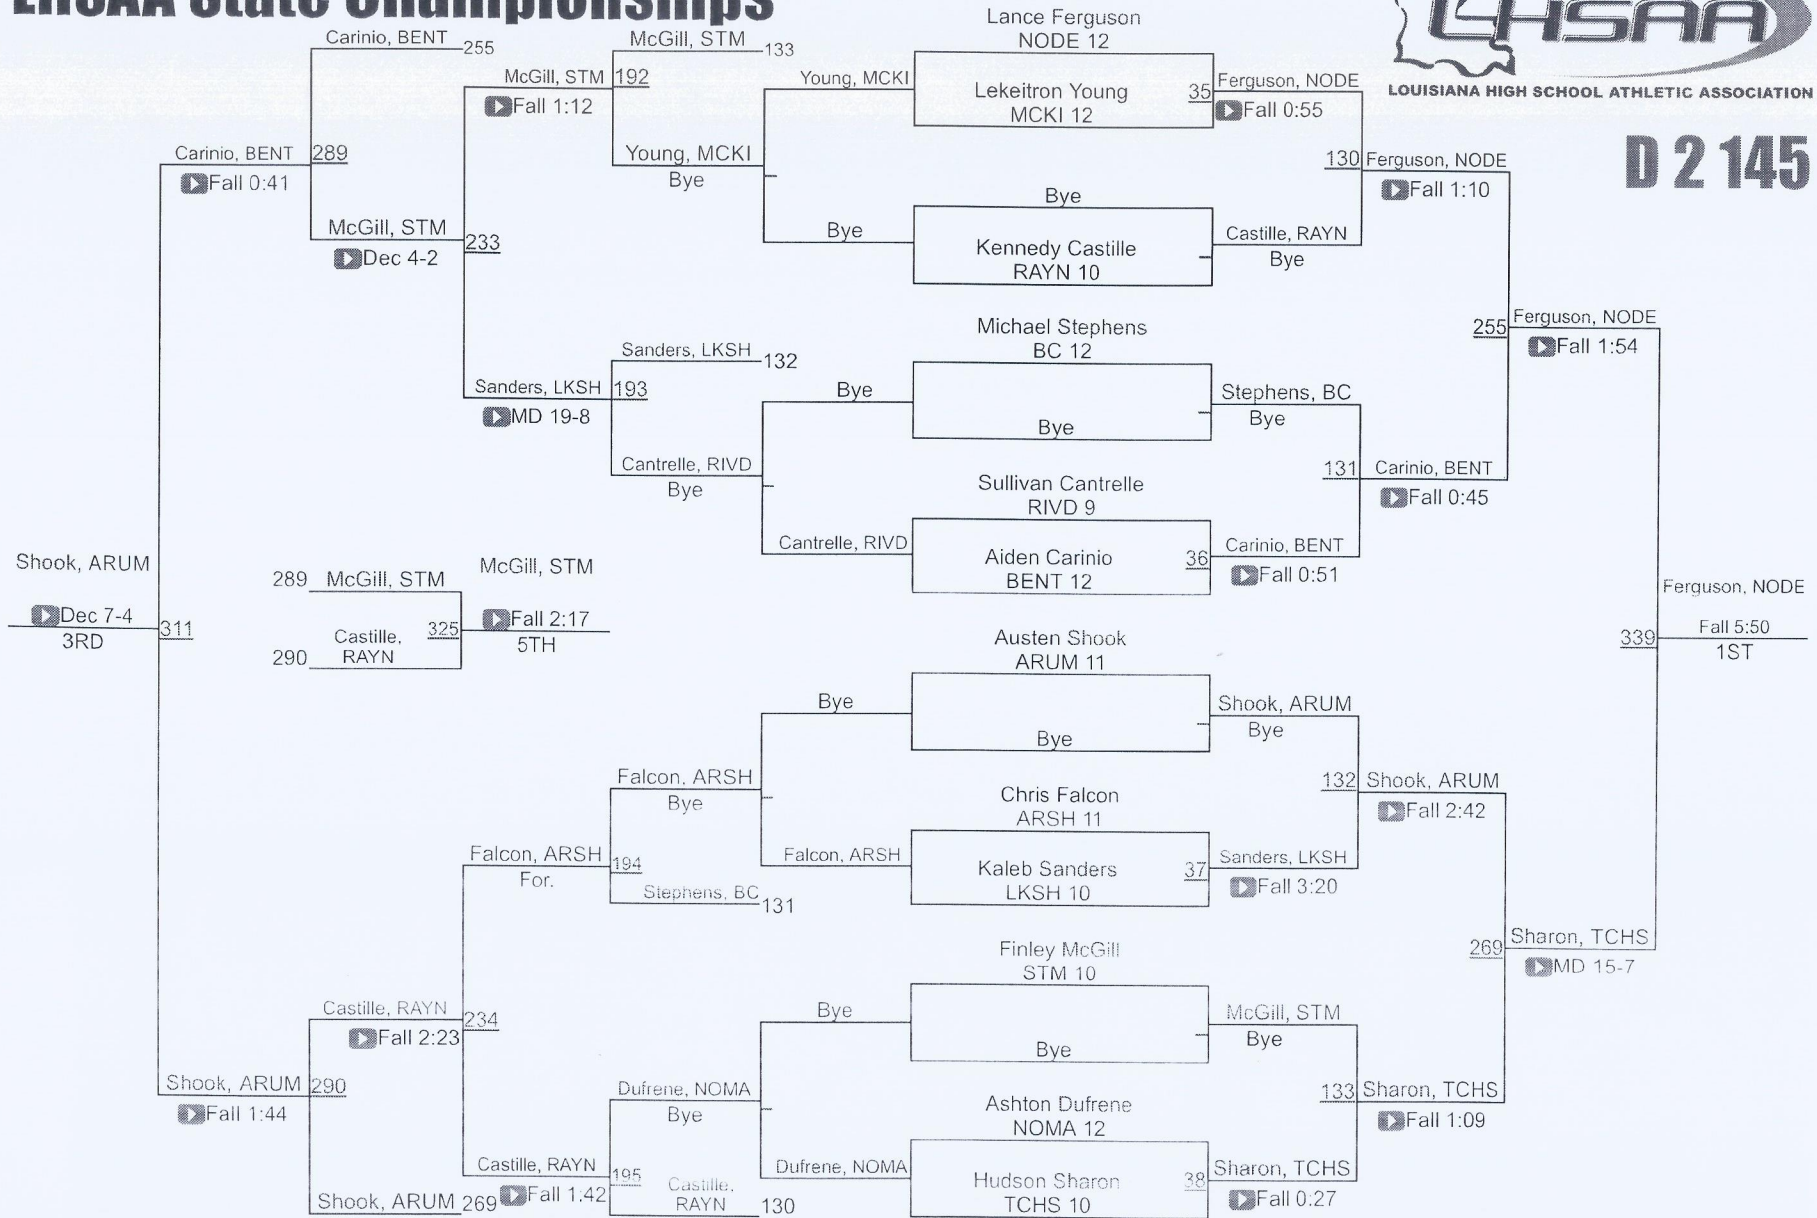 LHSAA State Championships
LHSAA
LOUISIANA HIGH SCHOOL ATHLETIC ASSOCIATION
D 2 145
Lance Ferguson
NODE 12
Lekeitron Young
MCKI 12
35
Ferguson, NODE
Fall 0:55
Bye
Kennedy Castille
RAYN 10
Castille, RAYN
Bye
130
Ferguson, NODE
Fall 1:10
Michael Stephens
BC 12
Bye
Stephens, BC
Bye
Sullivan Cantrelle
RIVD 9
Aiden Carinio
BENT 12
36
Carinio, BENT
Fall 0:51
131
Carinio, BENT
Fall 0:45
255
Ferguson, NODE
Fall 1:54
Austen Shook
ARUM 11
Bye
Shook, ARUM
Bye
Chris Falcon
ARSH 11
Kaleb Sanders
LKSH 10
37
Sanders, LKSH
Fall 3:20
132
Shook, ARUM
Fall 2:42
Finley McGill
STM 10
Bye
McGill, STM
Bye
Ashton Dufrene
NOMA 12
Hudson Sharon
TCHS 10
38
Sharon, TCHS
Fall 0:27
133
Sharon, TCHS
Fall 1:09
269
Sharon, TCHS
MD 15-7
Ferguson, NODE
339
Fall 5:50
1ST
Young, MCKI
Bye
McGill, STM
133
Young, MCKI
Bye
McGill, STM
192
Fall 1:12
Bye
Cantrelle, RIVD
Sanders, LKSH
132
Cantrelle, RIVD
Bye
Sanders, LKSH
193
MD 19-8
Carinio, BENT
255
McGill, STM
233
Dec 4-2
Carinio, BENT
289
Fall 0:41
Bye
Falcon, ARSH
Falcon, ARSH
Bye
Stephens, BC
131
Falcon, ARSH
194
For.
Bye
Dufrene, NOMA
Dufrene, NOMA
Bye
Castille,
RAYN
130
Castille, RAYN
195
Fall 1:42
Castille, RAYN
234
Fall 2:23
Shook, ARUM
269
Shook, ARUM
290
Fall 1:44
Shook, ARUM
Dec 7-4
311
3RD
289
McGill, STM
290
Castille,
RAYN
325
McGill, STM
Fall 2:17
5TH